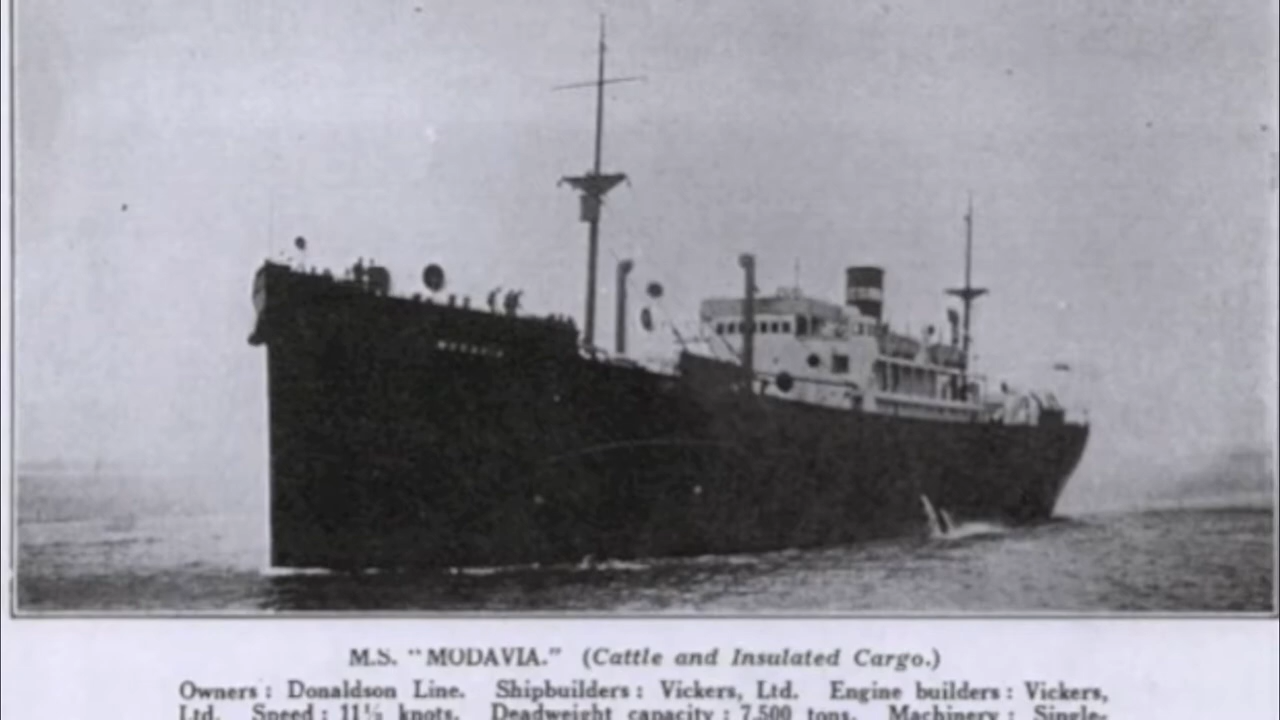 MODAVIA
M.S. "MODAVIA." (Cattle and Insulated Cargo.)
Owners : Donaldson Line. Shipbuilders : Vickers, Ltd. Engine builders : Vickers,
Ltd. Speed : 11½ knots. Deadweight capacity : 7,500 tons. Machinery : Single,